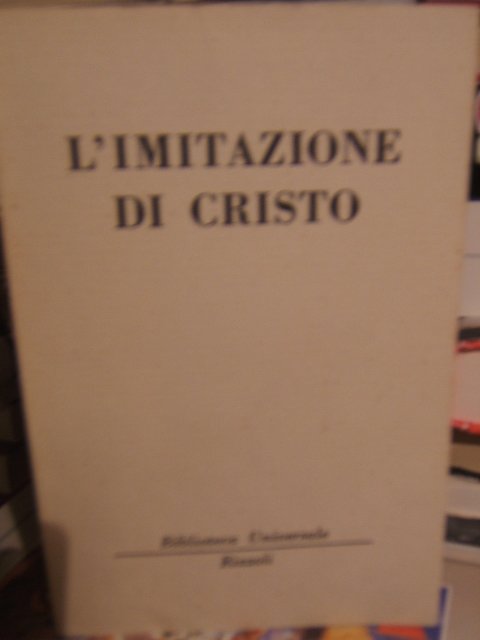 L'IMITAZIONE
DI CRISTO
Biblioteca Universale
Rizzoli